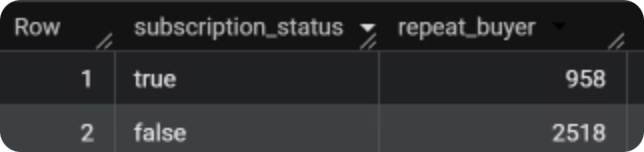 Row subscription_status repeat_buyer
1 true 958
2 false 2518